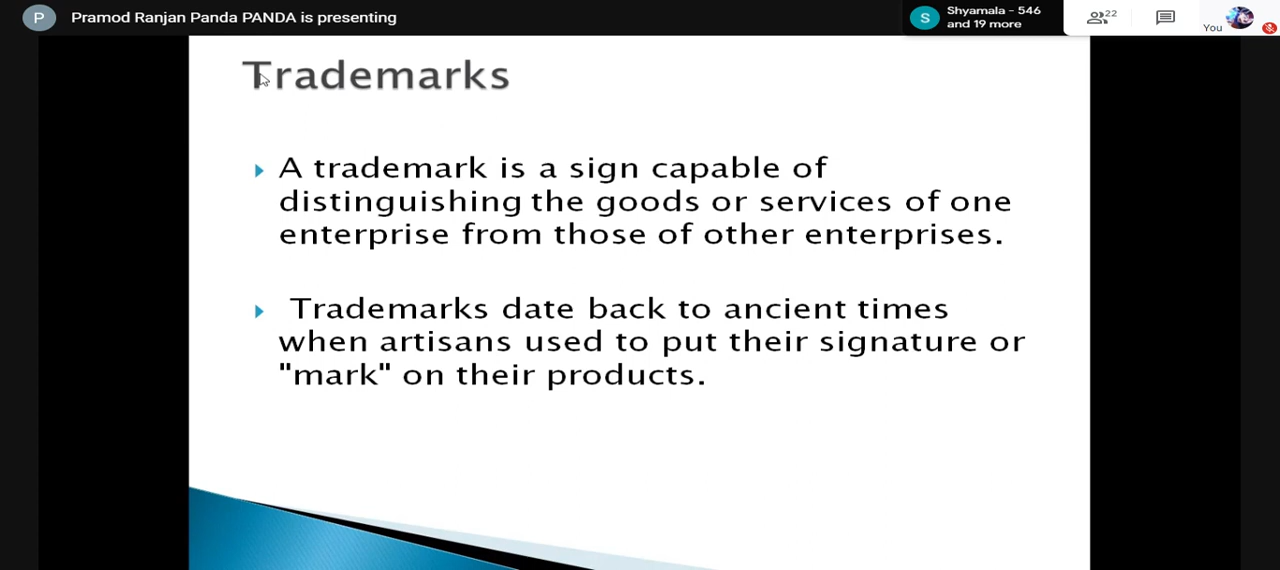 P Pramod Ranjan Panda PANDA is presenting
S Shyamala - 546
and 19 more
22
You
Trademarks
A trademark is a sign capable of
distinguishing the goods or services of one
enterprise from those of other enterprises.
Trademarks date back to ancient times
when artisans used to put their signature or
"mark" on their products.